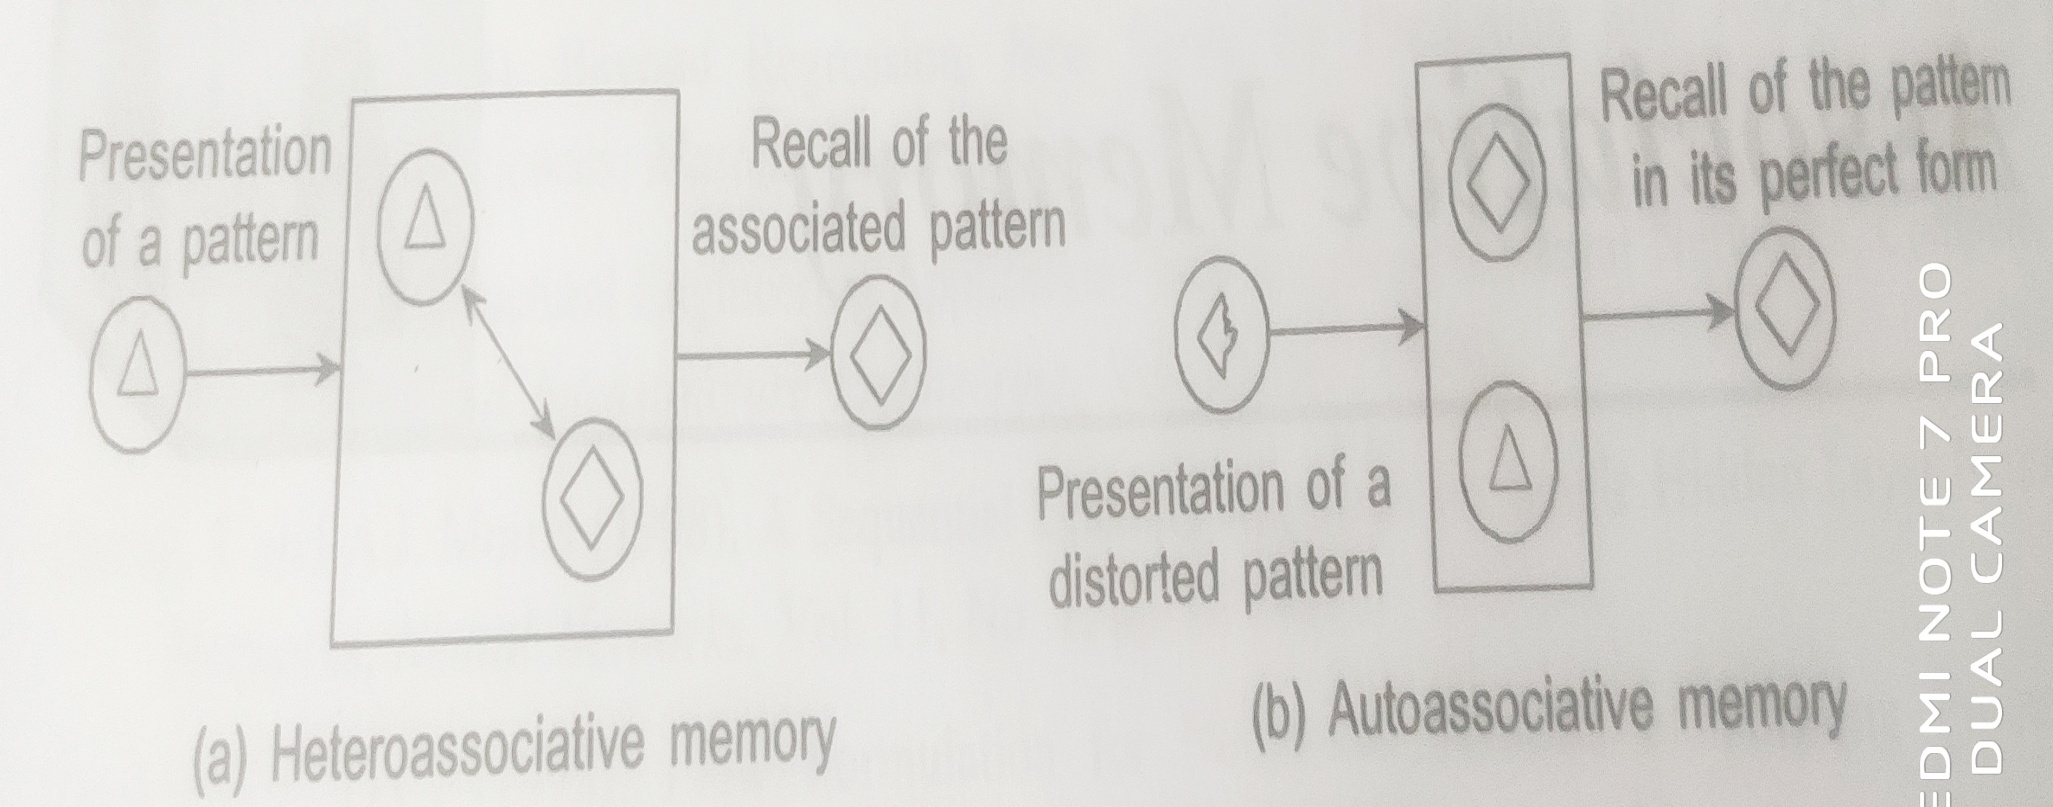 Presentation
of a pattern
Recall of the
associated pattern
(a) Heteroassociative memory
Recall of the pattern
in its perfect form
Presentation of a
distorted pattern
(b) Autoassociative memory
EDMI NOTE 7 PRO
DUAL CAMERA